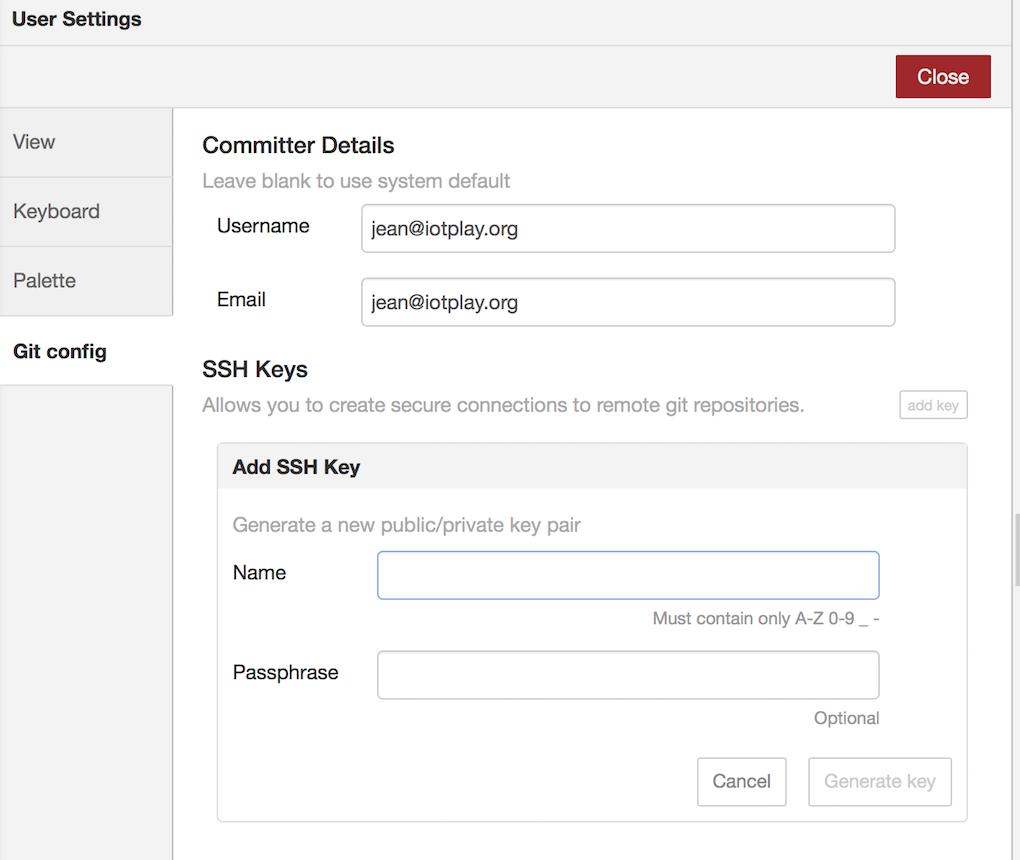 User Settings
Close
View
Keyboard
Palette
Git config
Committer Details
Leave blank to use system default
Username
jean@iotplay.org
Email
jean@iotplay.org
SSH Keys
Allows you to create secure connections to remote git repositories.
add key
Add SSH Key
Generate a new public/private key pair
Name
Must contain only A-Z 0-9 _ -
Passphrase
Optional
Cancel
Generate key